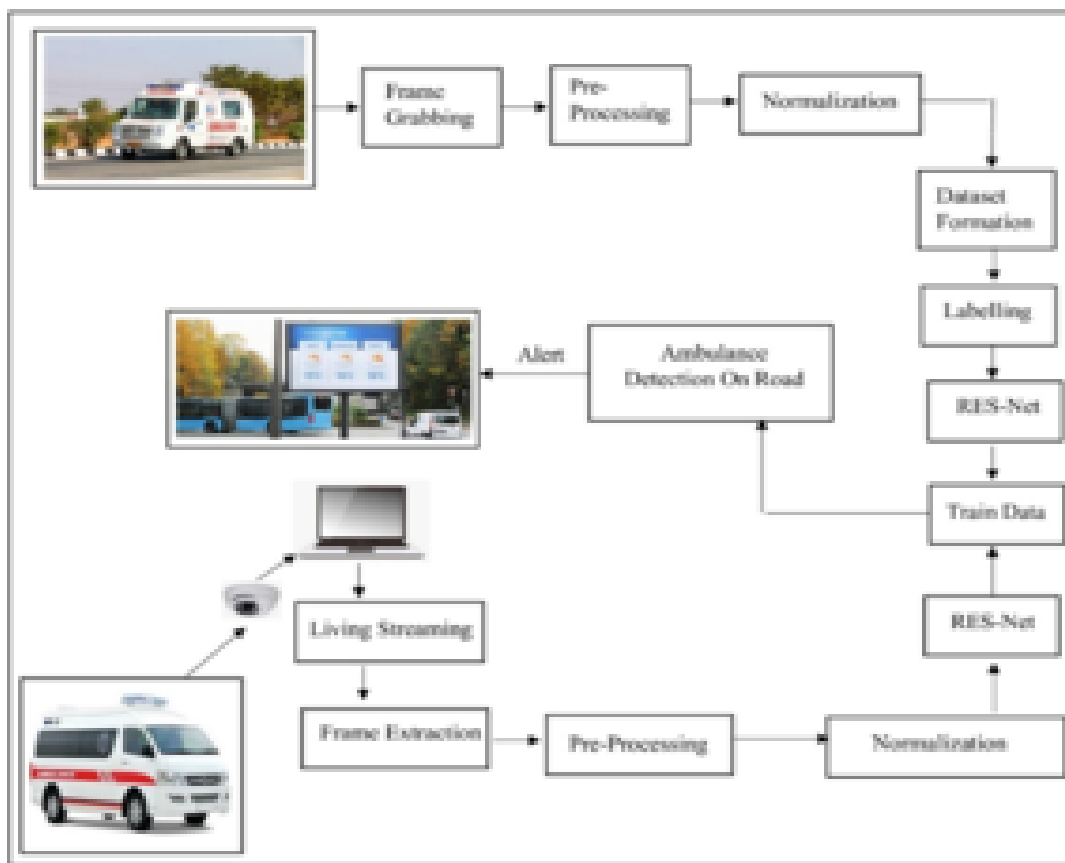 Frame
Grabbing
Pre-
Processing
Normalization
Dataset
Formation
Labelling
RES-Net
Train Data
Ambulance
Detection On Road
Alert
Living Streaming
Frame Extraction
Pre-Processing
Normalization
RES-Net